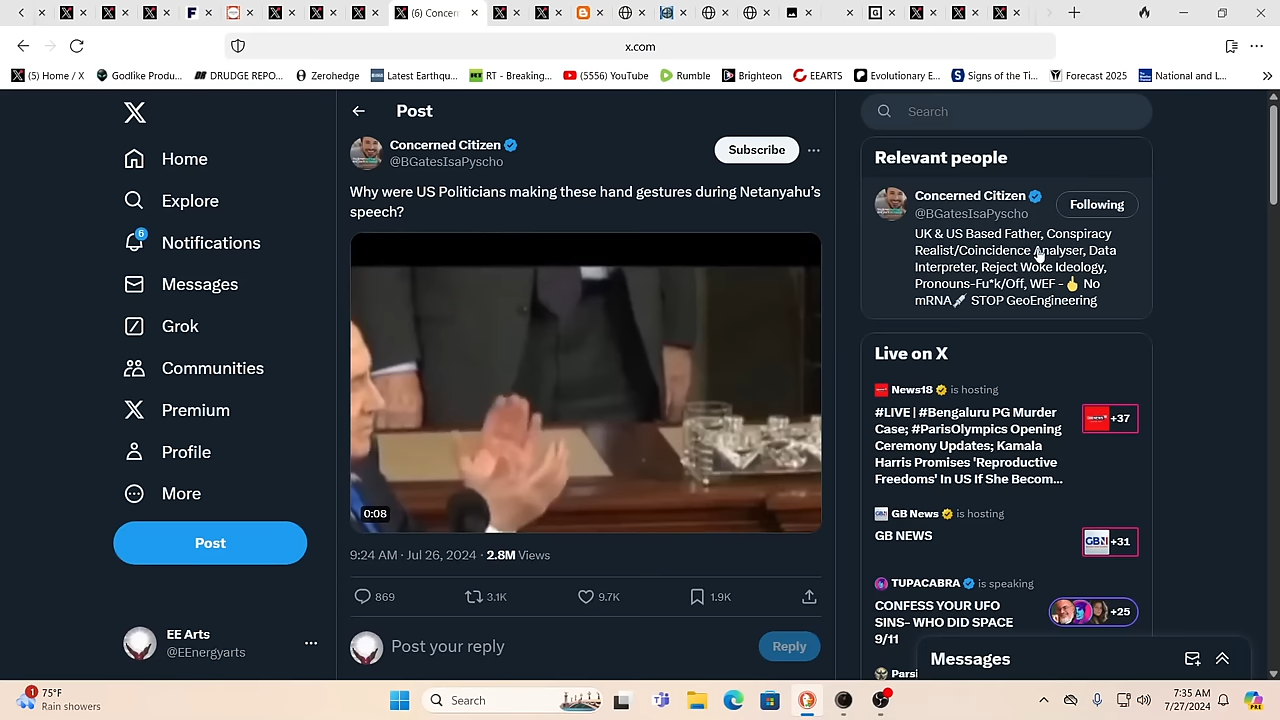 (6) Concern
(5) Home / X
Godlike Produ...
DRUDGE REPO...
Zerohedge
Latest Earthqu...
RT - Breaking...
(5556) YouTube
Rumble
Brighteon
EEARTS
Evolutionary E...
Signs of the Ti...
Forecast 2025
National and L...
x.com
Home
Explore
6
Notifications
Messages
Grok
Communities
Premium
Profile
More
Post
EE Arts
@EEnergyarts
Post
Concerned Citizen
@BGatesIsaPyscho
Subscribe
Why were US Politicians making these hand gestures during Netanyahu’s
speech?
0:08
9:24 AM · Jul 26, 2024 · 2.8M Views
869
3.1K
9.7K
1.9K
Post your reply
Reply
Search
Relevant people
Concerned Citizen
@BGatesIsaPyscho
Following
UK & US Based Father, Conspiracy
Realist/Coincidence Analyser, Data
Interpreter, Reject Woke Ideology,
Pronouns-Fu*k/Off, WEF - 🖕 No
mRNA💉 STOP GeoEngineering
Live on X
News18 is hosting
#LIVE | #Bengaluru PG Murder
Case; #ParisOlympics Opening
Ceremony Updates; Kamala
Harris Promises 'Reproductive
Freedoms' In US If She Becom...
+37
GB News is hosting
GB NEWS
GBN
+31
TUPACABRA is speaking
CONFESS YOUR UFO
SINS- WHO DID SPACE
9/11
+25
Parsi
Messages
1
75°F
Rain showers
Search
7:35 AM
7/27/2024
PRE